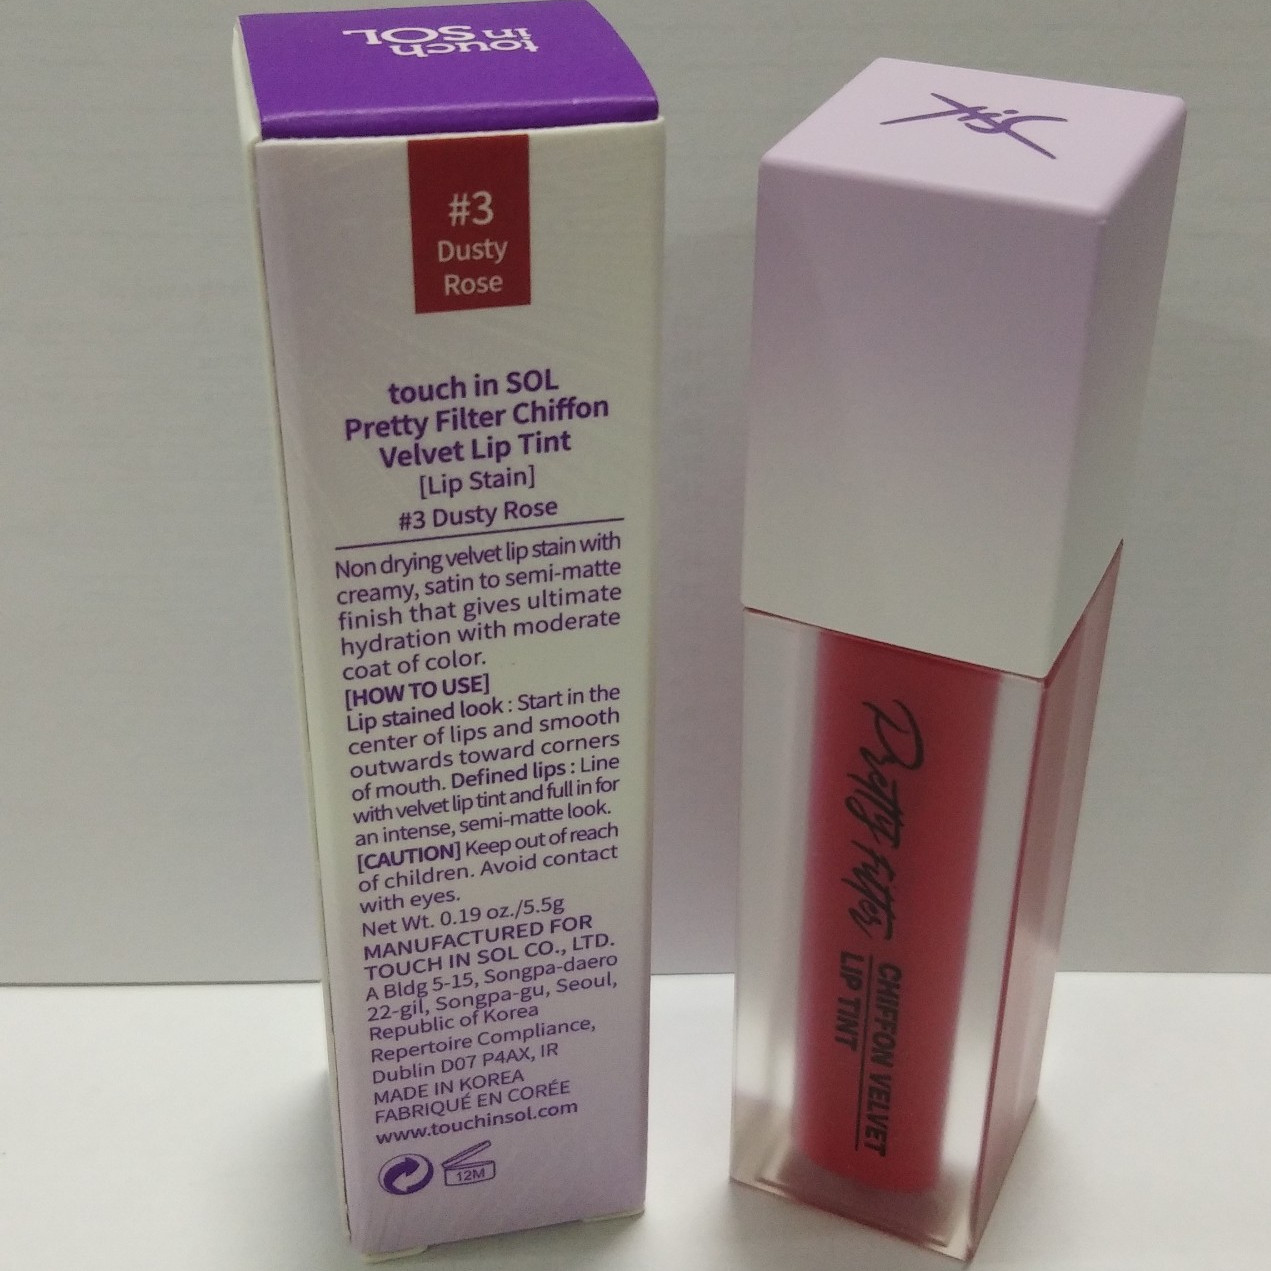 touch
in SOL
#3
Dusty
Rose
touch in SOL
Pretty Filter Chiffon
Velvet Lip Tint
[Lip Stain]
#3 Dusty Rose
Non drying velvet lip stain with
creamy, satin to semi-matte
finish that gives ultimate
hydration with moderate
coat of color.
[HOW TO USE]
Lip stained look : Start in the
center of lips and smooth
outwards toward corners
of mouth. Defined lips : Line
with velvet lip tint and full in for
an intense, semi-matte look.
[CAUTION] Keep out of reach
of children. Avoid contact
with eyes.
Net Wt. 0.19 oz./5.5g
MANUFACTURED FOR
TOUCH IN SOL CO., LTD.
A Bldg 5-15, Songpa-daero
22-gil, Songpa-gu, Seoul,
Republic of Korea
Repertoire Compliance,
Dublin D07 P4AX, IR
MADE IN KOREA
FABRIQUÉ EN CORÉE
www.touchinsol.com
12M
Pretty Filter CHIFFON VELVET
LIP TINT